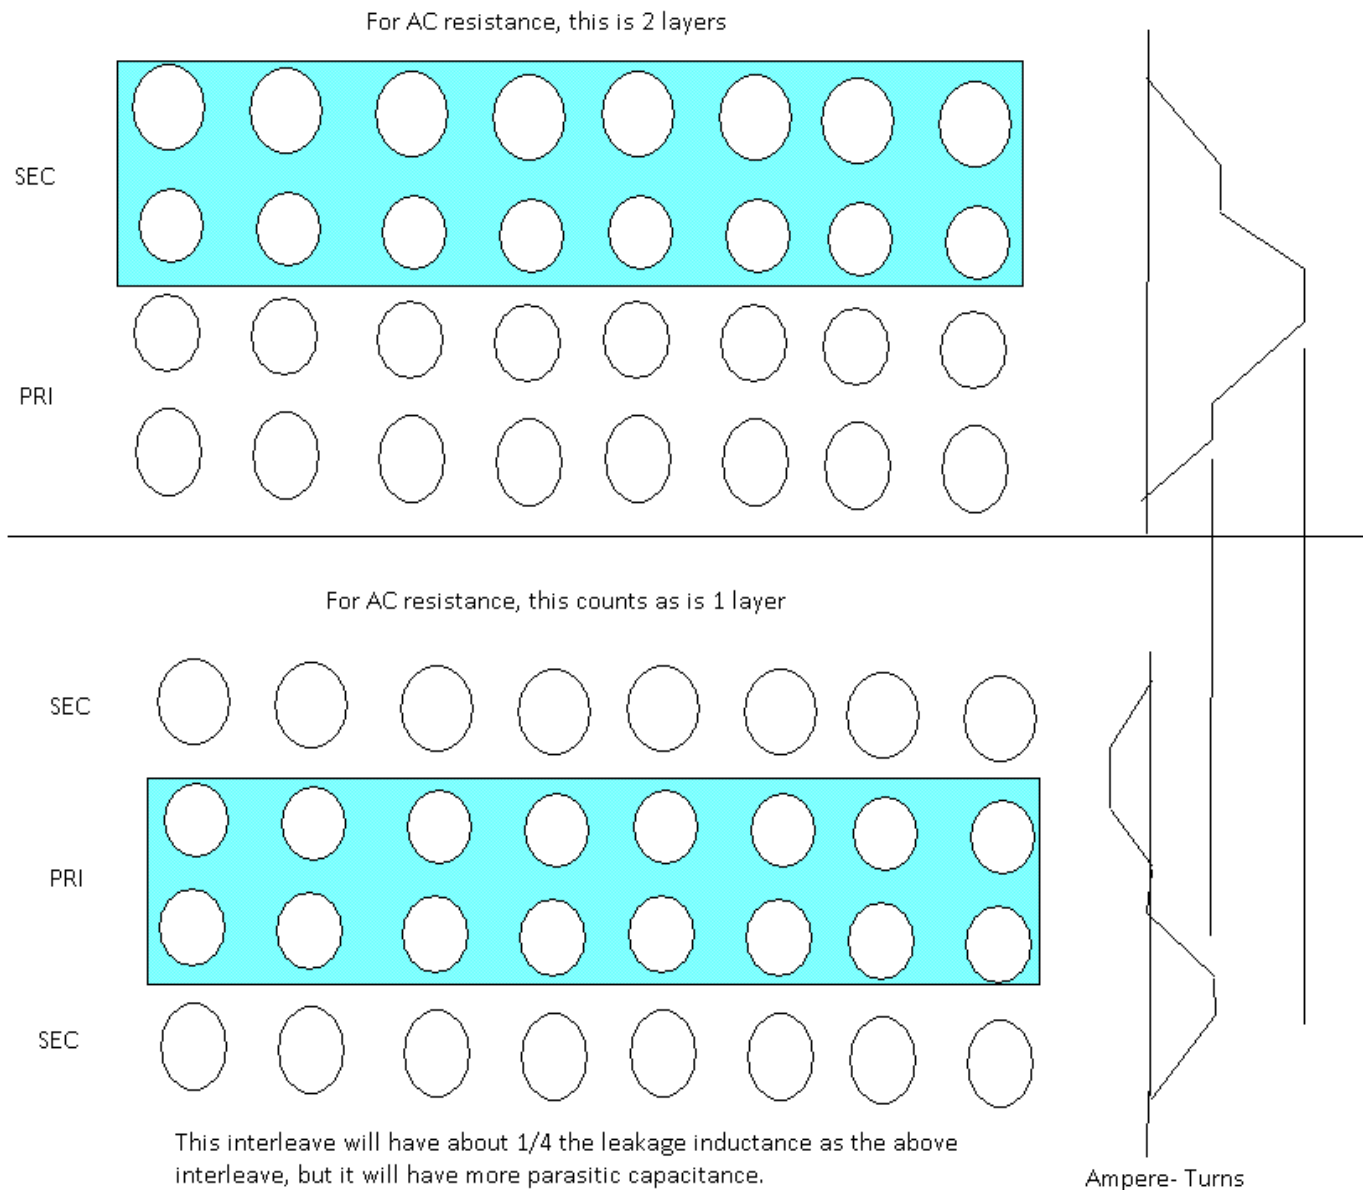 For AC resistance, this is 2 layers
SEC
PRI
For AC resistance, this counts as is 1 layer
SEC
PRI
SEC
This interleave will have about 1/4 the leakage inductance as the above
interleave, but it will have more parasitic capacitance.
Ampere- Turns